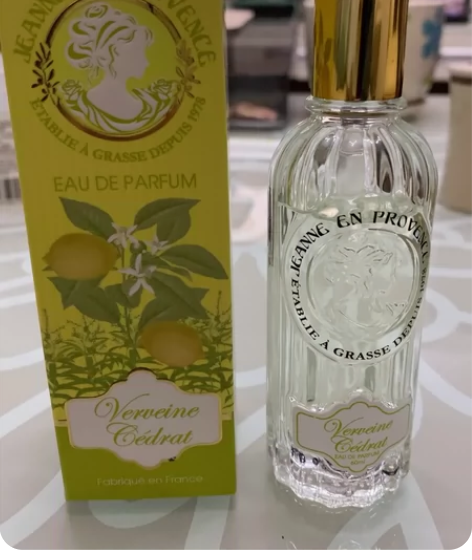 JEANNE EN PROVENCE
ÉTABLIE À GRASSE DEPUIS 1978
EAU DE PARFUM
Verveine
Cédrat
Fabriqué en France
JEANNE EN PROVENCE
ÉTABLIE À GRASSE DEPUIS 1978
Verveine
Cédrat
EAU DE PARFUM